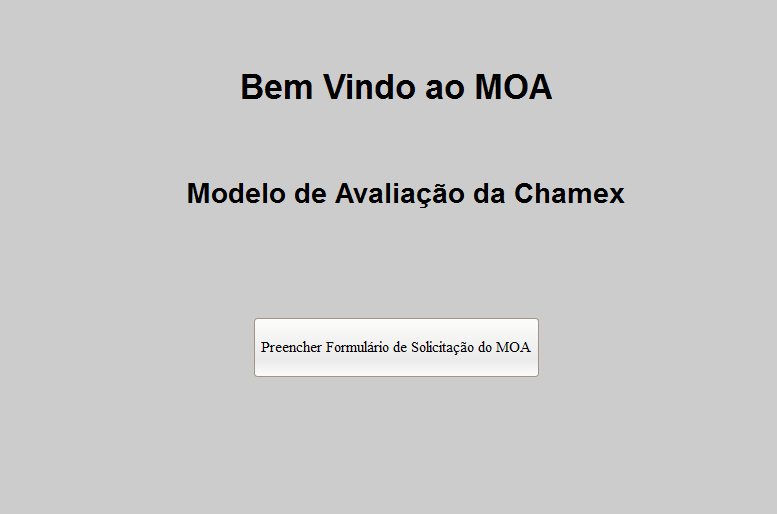 Bem Vindo ao MOA
Modelo de Avaliação da Chamex
Preencher Formulário de Solicitação do MOA